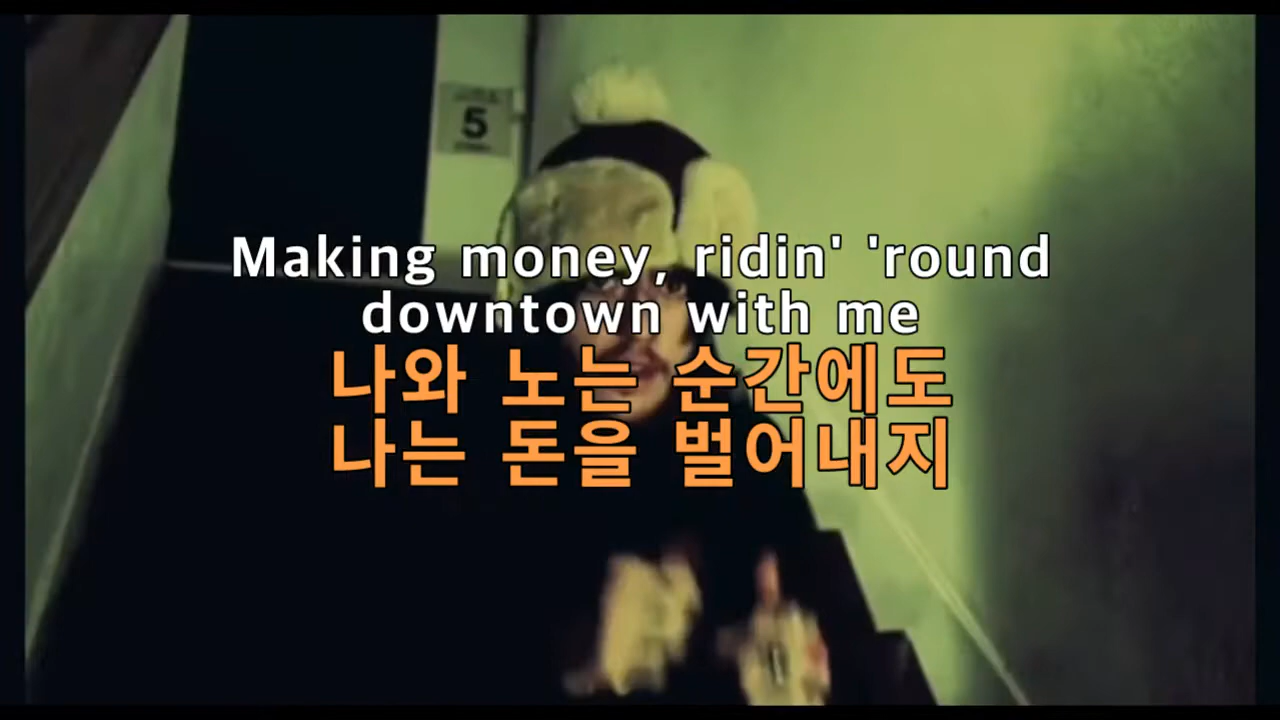 5
Making money, ridin' 'round
downtown with me
나와 노는 순간에도
나는 돈을 벌어내지